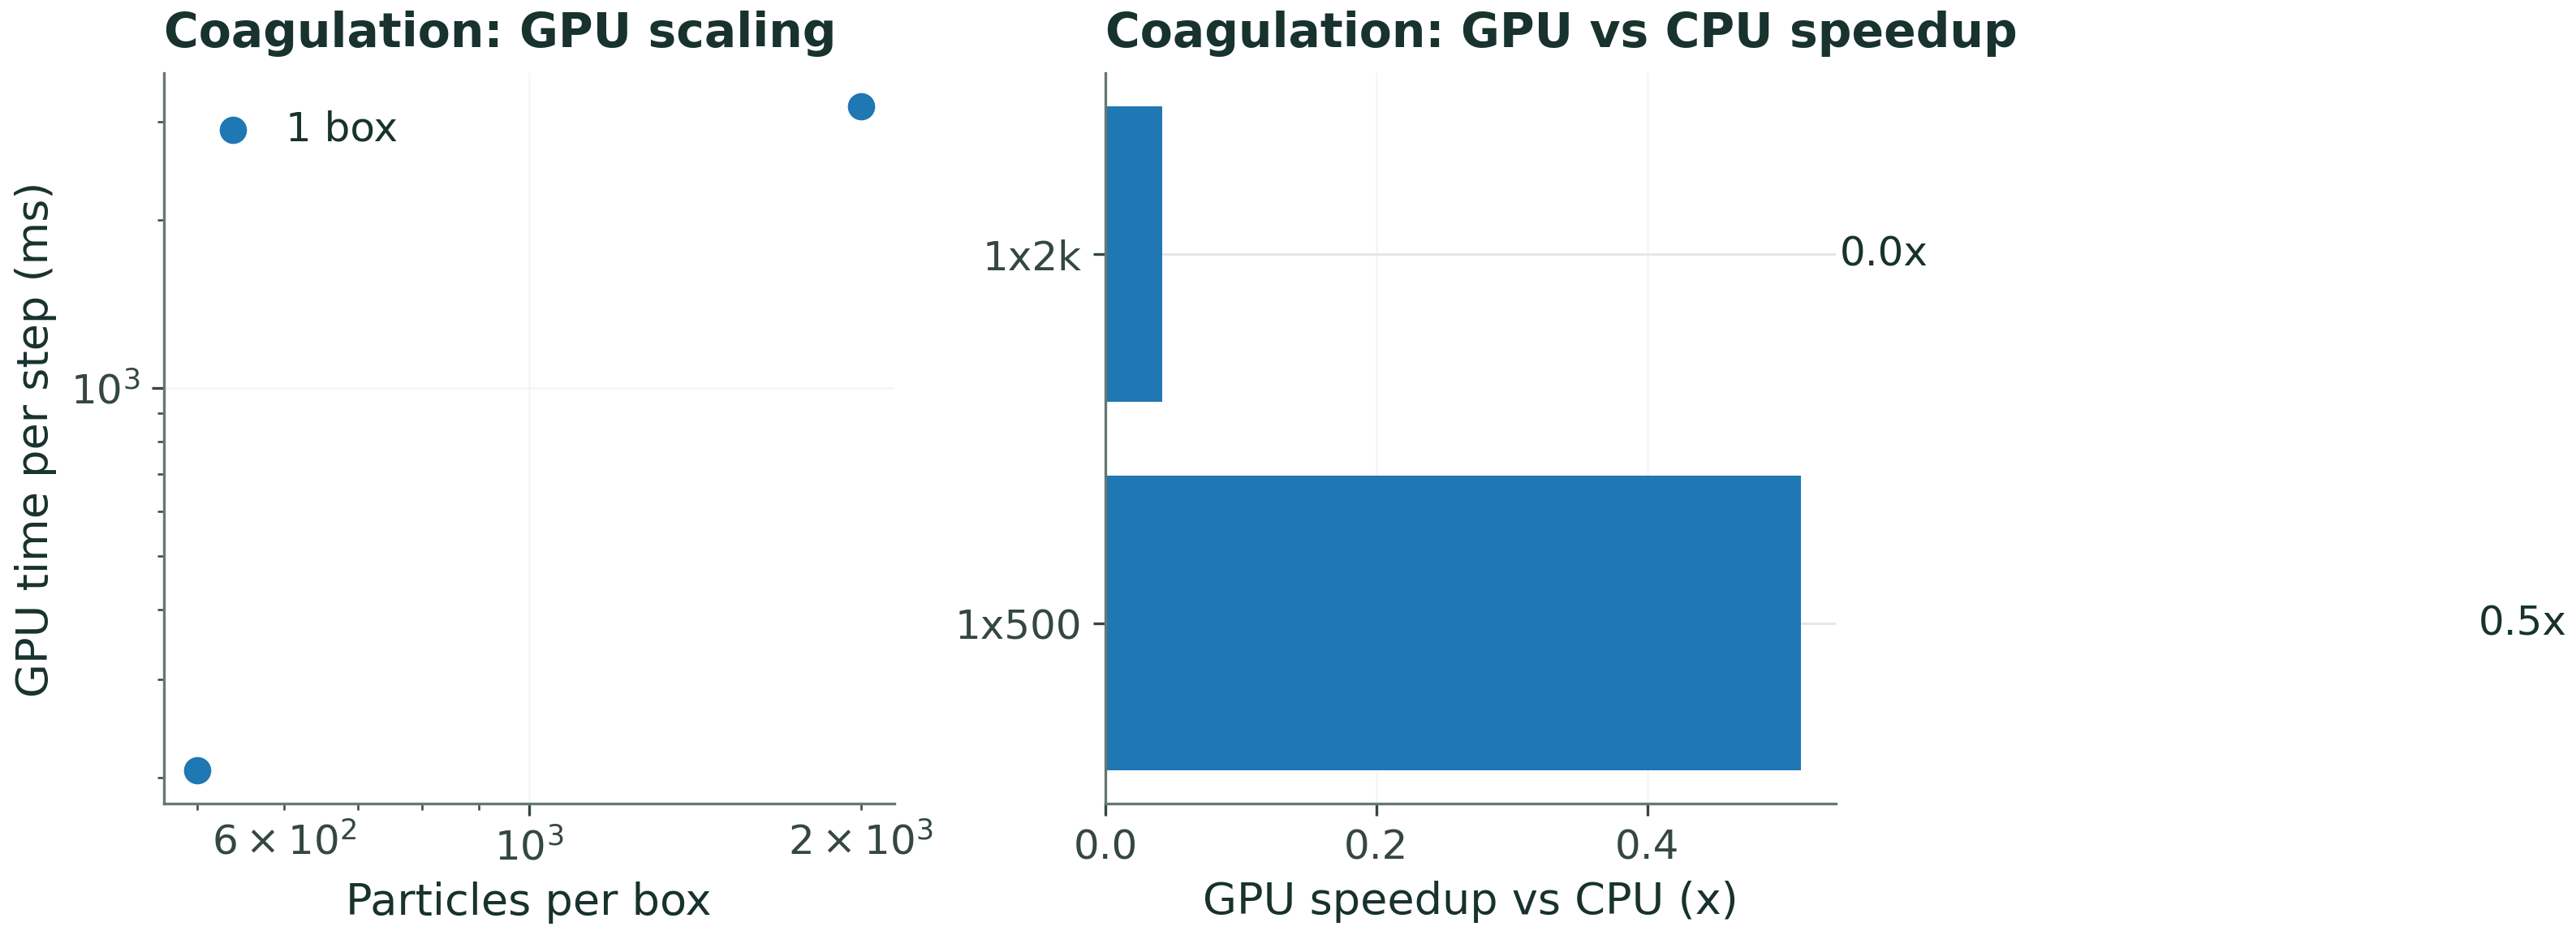 Coagulation: GPU scaling
1 box
GPU time per step (ms)
10³
6 × 10²
10³
2 × 10³
Particles per box
Coagulation: GPU vs CPU speedup
1x2k
0.0x
1x500
0.5x
0.0
0.2
0.4
GPU speedup vs CPU (x)